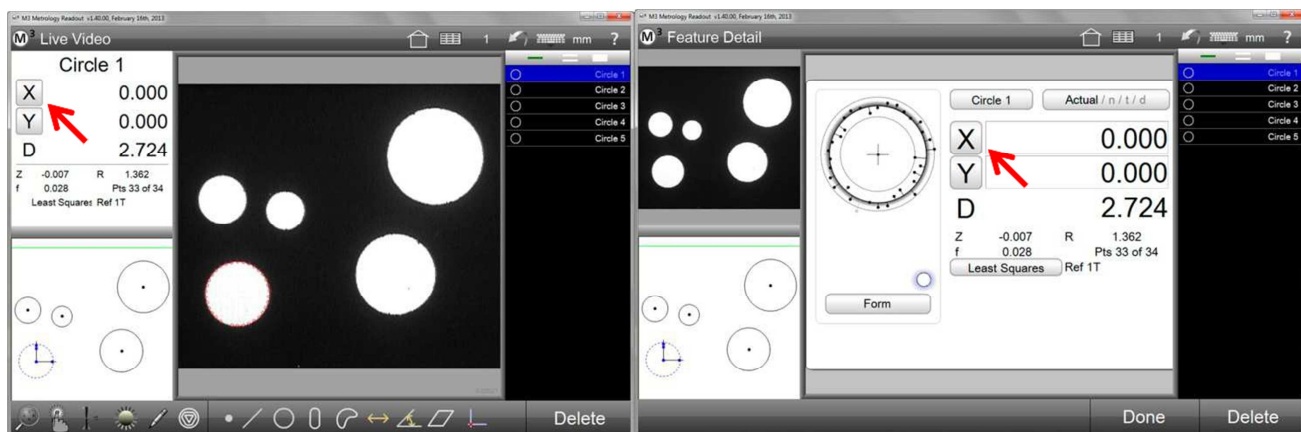 M3 Metrology Readout v1.40.00, February 16th, 2013
M3 Live Video 1 mm ?
Circle 1
X 0.000
Y 0.000
D 2.724
Z -0.007 R 1.362
f 0.028 Pts 33 of 34
Least Squares Ref 1T
Circle 1
Circle 2
Circle 3
Circle 4
Circle 5
Delete
M3 Metrology Readout v1.40.00, February 16th, 2013
M3 Feature Detail 1 mm ?
Circle 1 Actual / n / t / d
X 0.000
Y 0.000
D 2.724
Z -0.007 R 1.362
f 0.028 Pts 33 of 34
Least Squares Ref 1T
Form
Circle 1
Circle 2
Circle 3
Circle 4
Circle 5
Done Delete